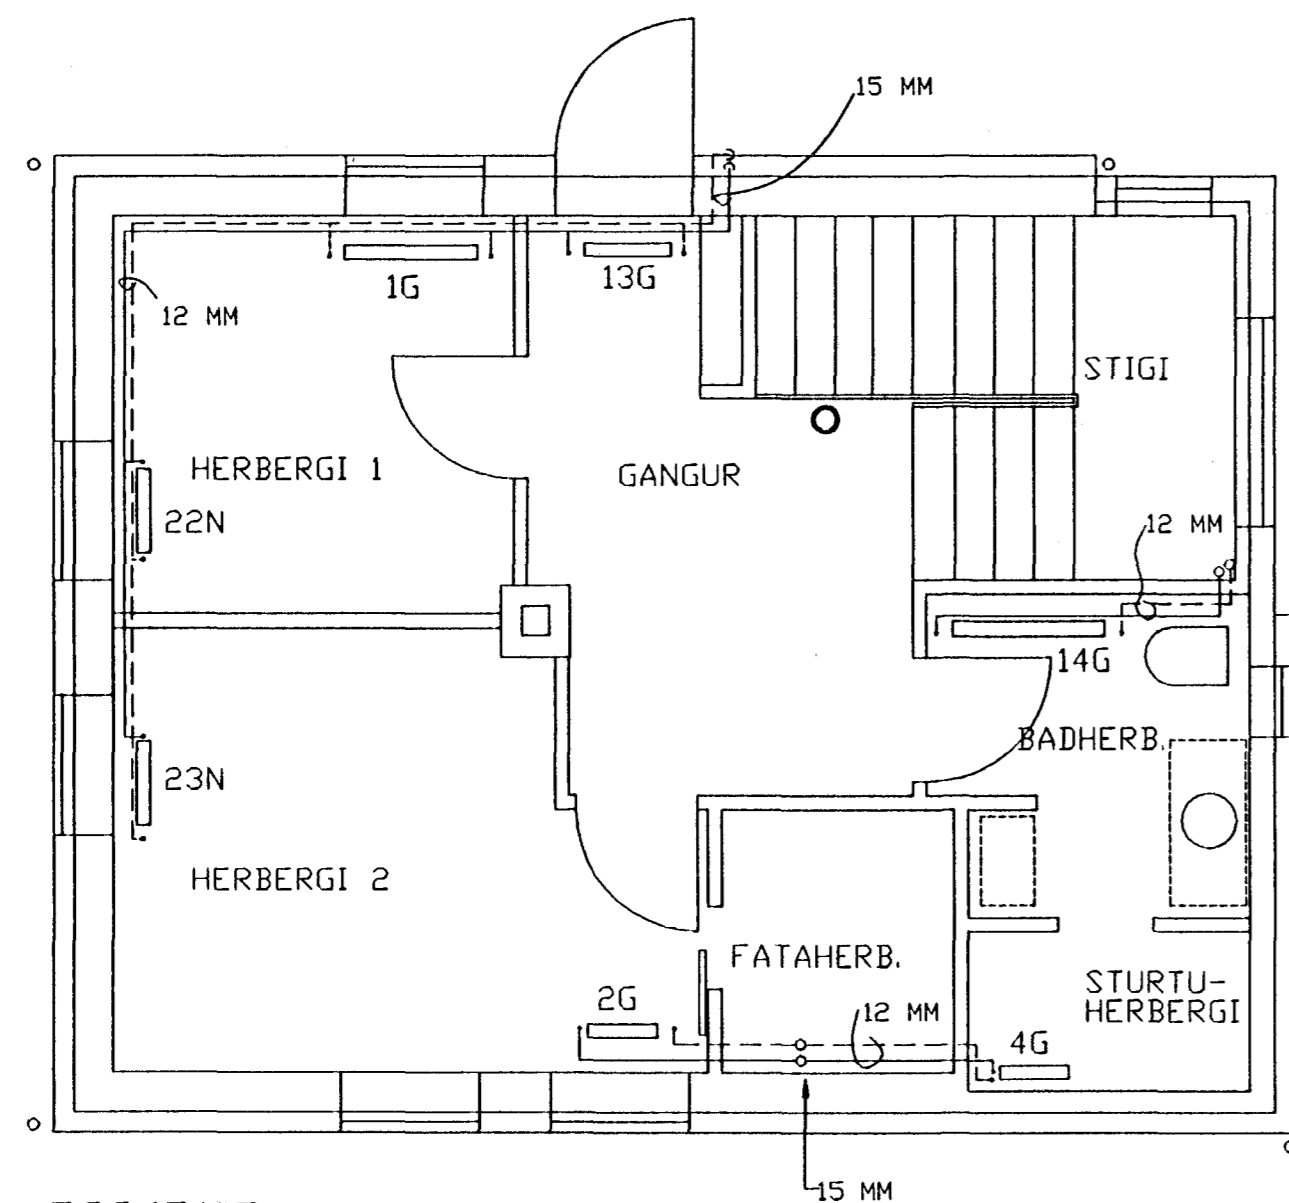 15 MM
1G
13G
12 MM
STIGI
HERBERGI 1
GANGUR
22N
12 MM
14G
BADHERB.
23N
HERBERGI 2
FATAHERB.
STURTU-
HERBERGI
2G
12 MM
4G
15 MM